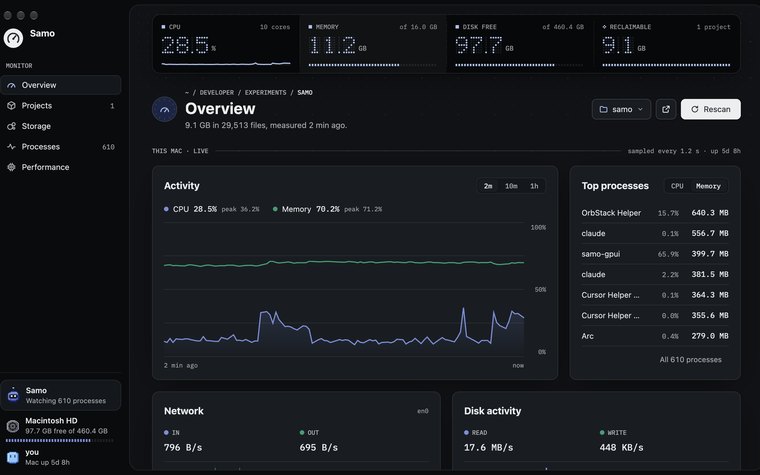 Samo
MONITOR
Overview
Projects 1
Storage
Processes 610
Performance
Samo
Watching 610 processes
Macintosh HD
97.7 GB free of 460.4 GB
you
Mac up 5d 8h
CPU 10 cores
28.5 %
MEMORY of 16.0 GB
11.2 GB
DISK FREE of 460.4 GB
97.7 GB
RECLAIMABLE 1 project
9.1 GB
~ / DEVELOPER / EXPERIMENTS / SAMO
Overview
9.1 GB in 29,513 files, measured 2 min ago.
samo
Rescan
THIS MAC · LIVE
sampled every 1.2 s · up 5d 8h
Activity
2m 10m 1h
CPU 28.5% peak 36.2% Memory 70.2% peak 71.2%
100%
50%
0%
2 min ago now
Top processes
CPU Memory
OrbStack Helper 15.7% 640.3 MB
claude 0.1% 556.7 MB
samo-gpui 65.9% 399.7 MB
claude 2.2% 381.5 MB
Cursor Helper ... 0.1% 364.3 MB
Cursor Helper ... 0.0% 355.6 MB
Arc 0.4% 279.0 MB
All 610 processes
Network en0
IN OUT
796 B/s 695 B/s
Disk activity
READ WRITE
17.6 MB/s 448 KB/s